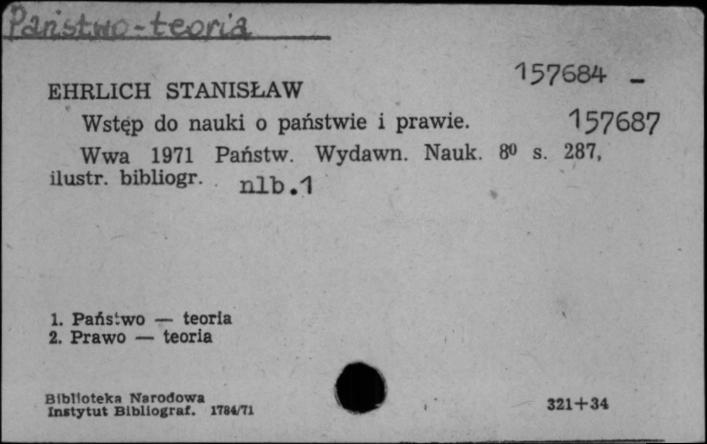 Państwo-teoria
157684 -
EHRLICH STANISŁAW
Wstęp do nauki o państwie i prawie. 157687
Wwa 1971 Państw. Wydawn. Nauk. 8⁰ s. 287,
ilustr. bibliogr. nlb.1
1. Państwo — teoria
2. Prawo — teoria
Biblioteka Narodowa
Instytut Bibliograf. 1784/71
321+34